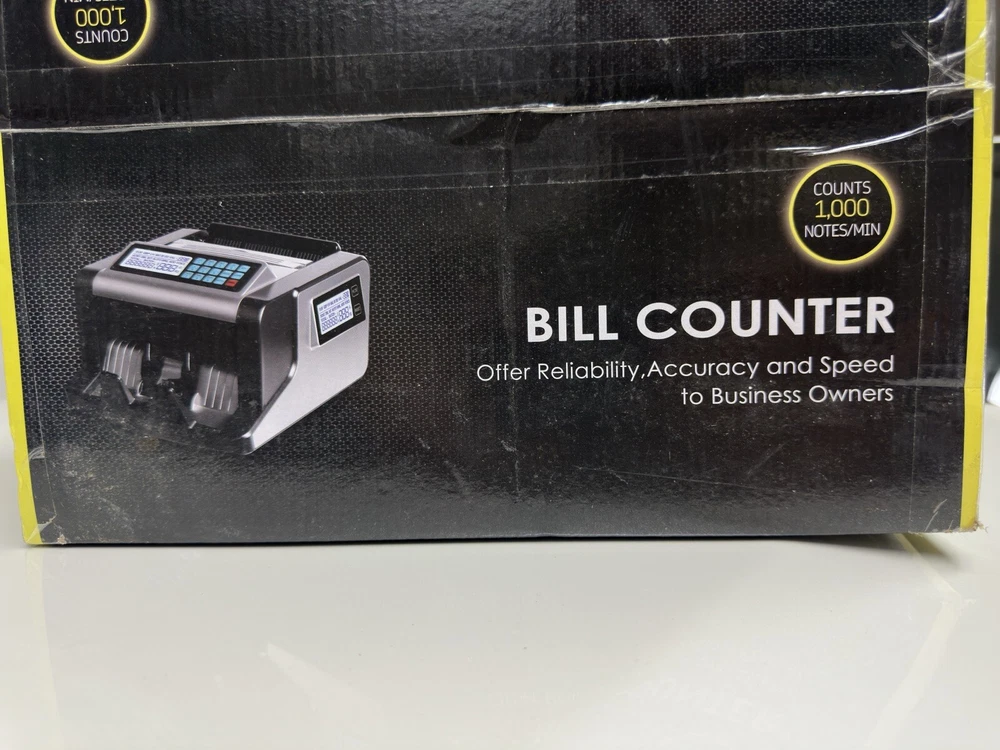 COUNTS
1,000
COUNTS
1,000
NOTES/MIN
BILL COUNTER
Offer Reliability,Accuracy and Speed
to Business Owners